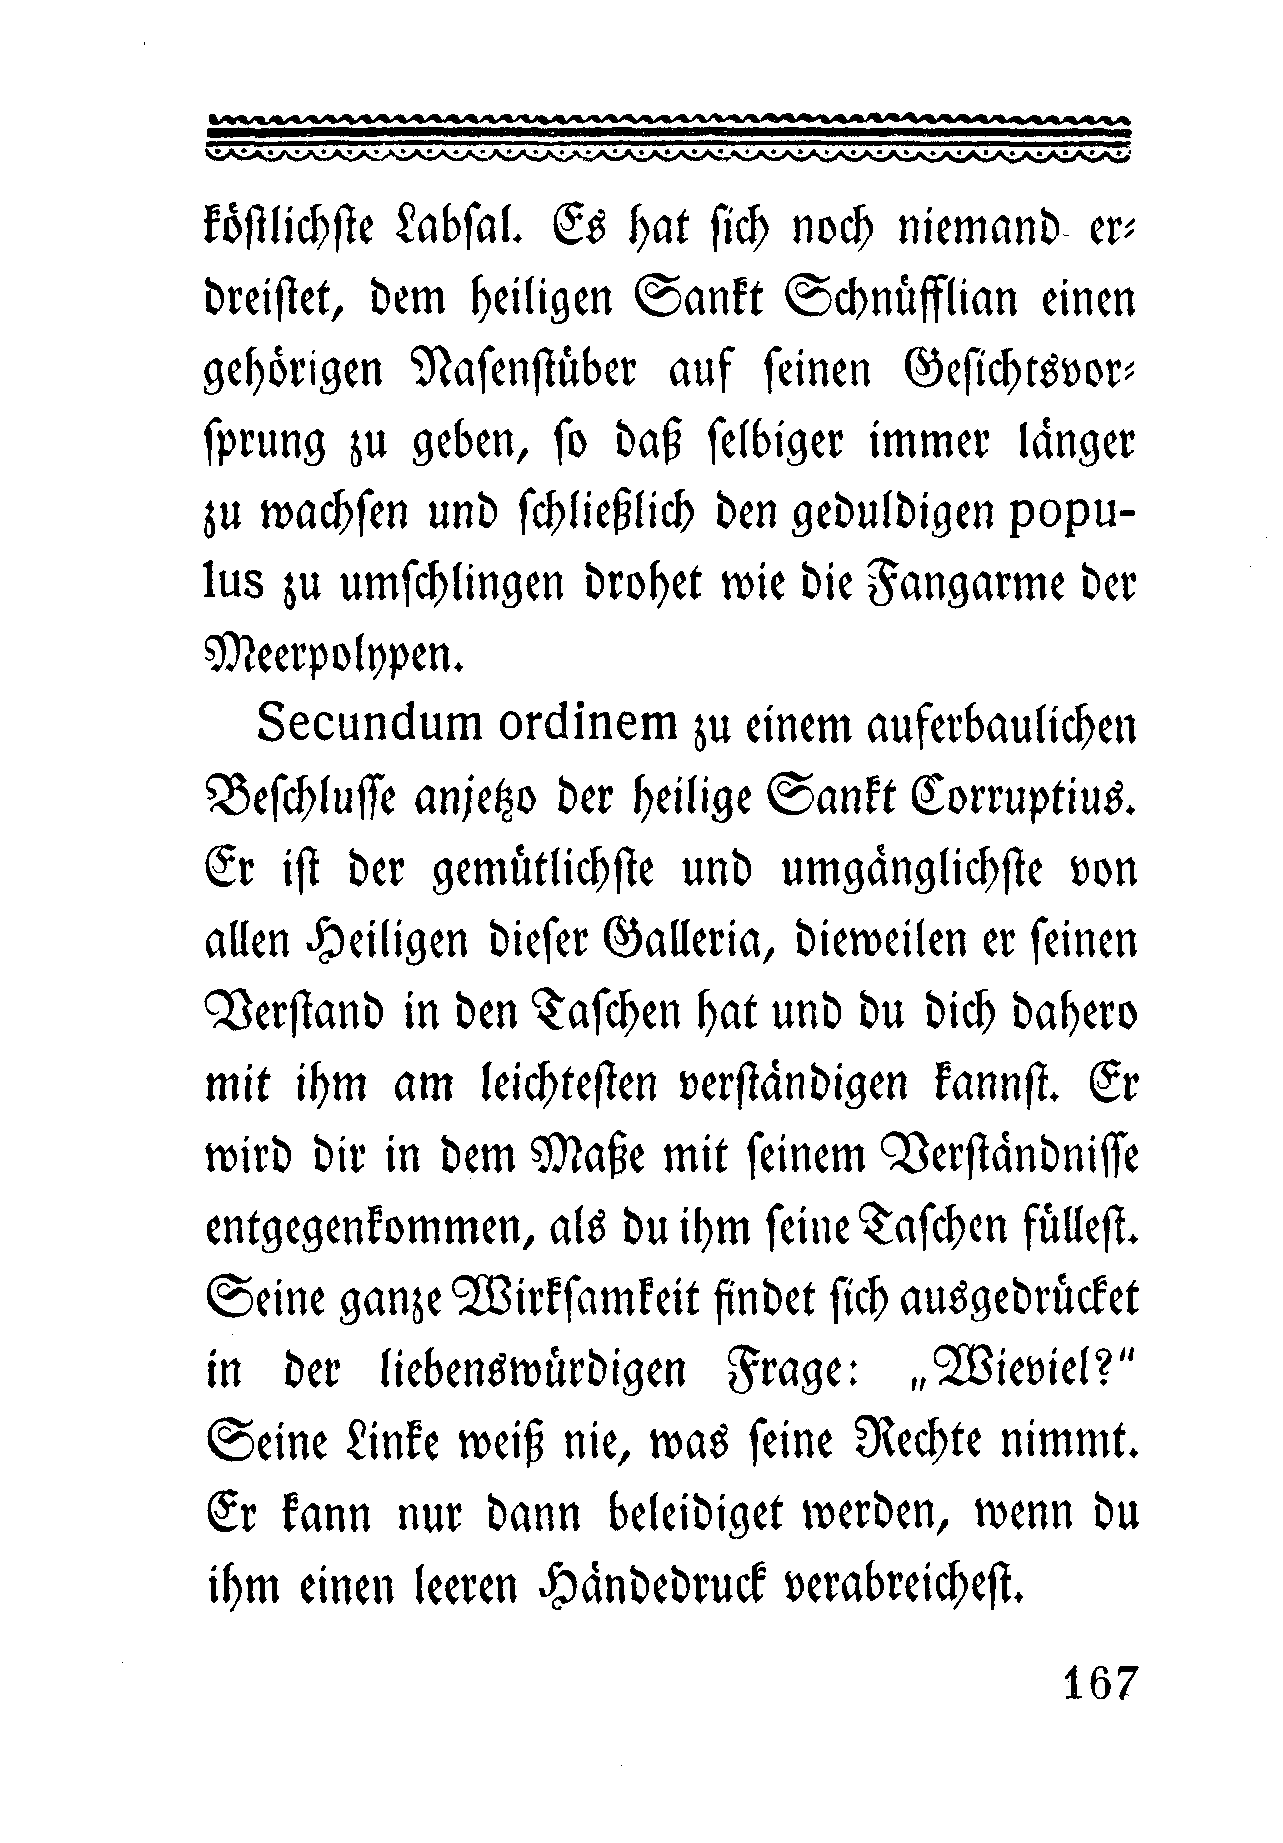 köſtlichſte Labſal. Es hat ſich noch niemand er⸗
dreiſtet, dem heiligen Sankt Schnüfflian einen
gehörigen Naſenſtüber auf ſeinen Geſichtsvor⸗
ſprung zu geben, ſo daß ſelbiger immer länger
zu wachſen und ſchließlich den geduldigen popu-
lus zu umſchlingen drohet wie die Fangarme der
Meerpolypen.
Secundum ordinem zu einem auferbaulichen
Beſchluſſe anjetzo der heilige Sankt Corruptius.
Er iſt der gemütlichſte und umgänglichſte von
allen Heiligen dieſer Galleria, dieweilen er ſeinen
Verſtand in den Taſchen hat und du dich dahero
mit ihm am leichteſten verſtändigen kannſt. Er
wird dir in dem Maße mit ſeinem Verſtändniſſe
entgegenkommen, als du ihm ſeine Taſchen fülleſt.
Seine ganze Wirkſamkeit findet ſich ausgedrücket
in der liebenswürdigen Frage: „Wieviel?“
Seine Linke weiß nie, was ſeine Rechte nimmt.
Er kann nur dann beleidiget werden, wenn du
ihm einen leeren Händedruck verabreicheſt.
167